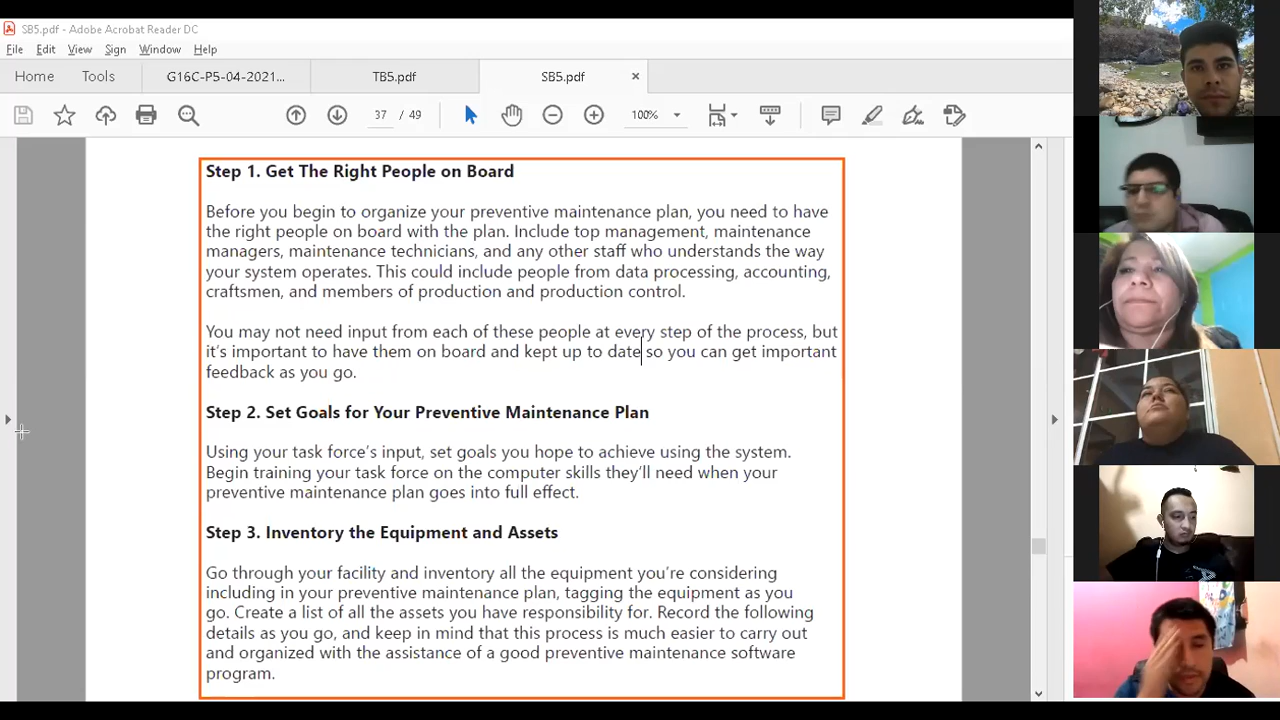 SB5.pdf - Adobe Acrobat Reader DC
File Edit View Sign Window Help
Home Tools G16C-P5-04-2021... TB5.pdf SB5.pdf ×
37 / 49 100%
Step 1. Get The Right People on Board
Before you begin to organize your preventive maintenance plan, you need to have
the right people on board with the plan. Include top management, maintenance
managers, maintenance technicians, and any other staff who understands the way
your system operates. This could include people from data processing, accounting,
craftsmen, and members of production and production control.
You may not need input from each of these people at every step of the process, but
it's important to have them on board and kept up to date so you can get important
feedback as you go.
Step 2. Set Goals for Your Preventive Maintenance Plan
Using your task force's input, set goals you hope to achieve using the system.
Begin training your task force on the computer skills they'll need when your
preventive maintenance plan goes into full effect.
Step 3. Inventory the Equipment and Assets
Go through your facility and inventory all the equipment you're considering
including in your preventive maintenance plan, tagging the equipment as you
go. Create a list of all the assets you have responsibility for. Record the following
details as you go, and keep in mind that this process is much easier to carry out
and organized with the assistance of a good preventive maintenance software
program.